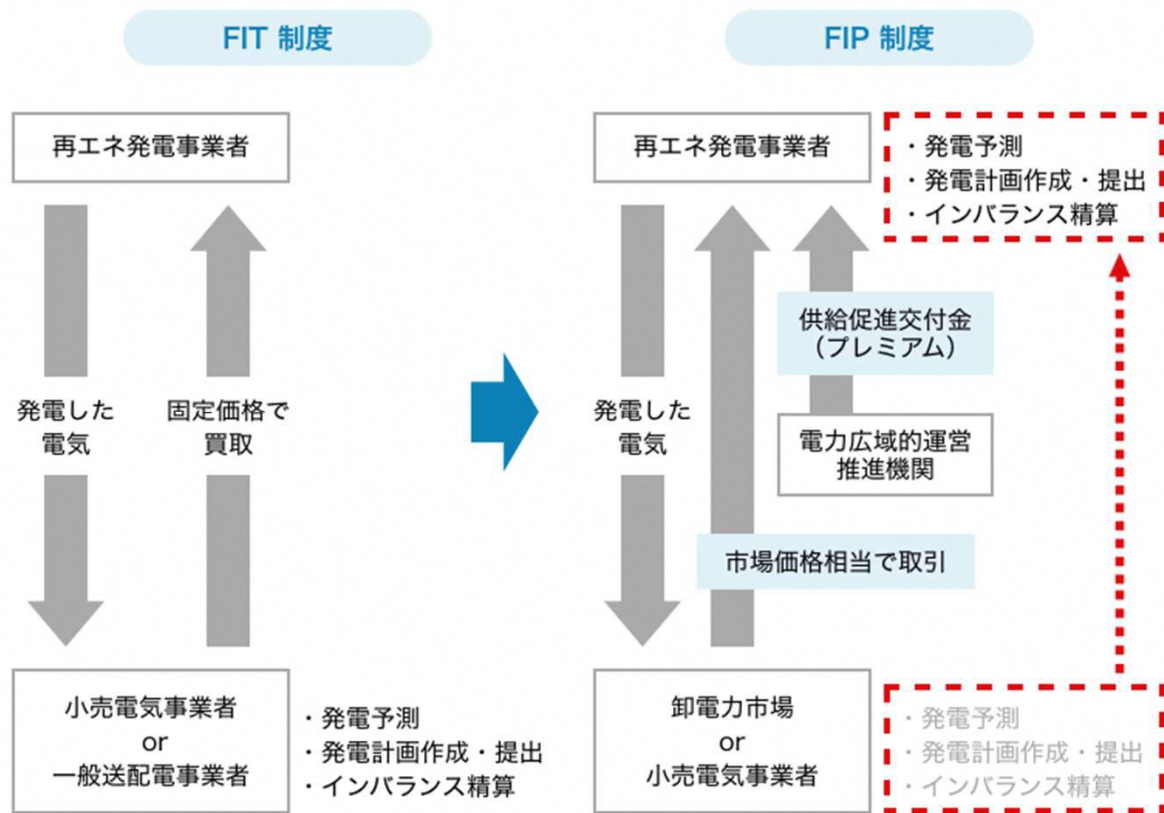 FIT 制度
再エネ発電事業者
発電した
電気
固定価格で
買取
小売電気事業者
or
一般送配電事業者
・発電予測
・発電計画作成・提出
・インバランス精算
FIP 制度
再エネ発電事業者
・発電予測
・発電計画作成・提出
・インバランス精算
供給促進交付金
（プレミアム）
発電した
電気
電力広域的運営
推進機関
市場価格相当で取引
卸電力市場
or
小売電気事業者
・発電予測
・発電計画作成・提出
・インバランス精算